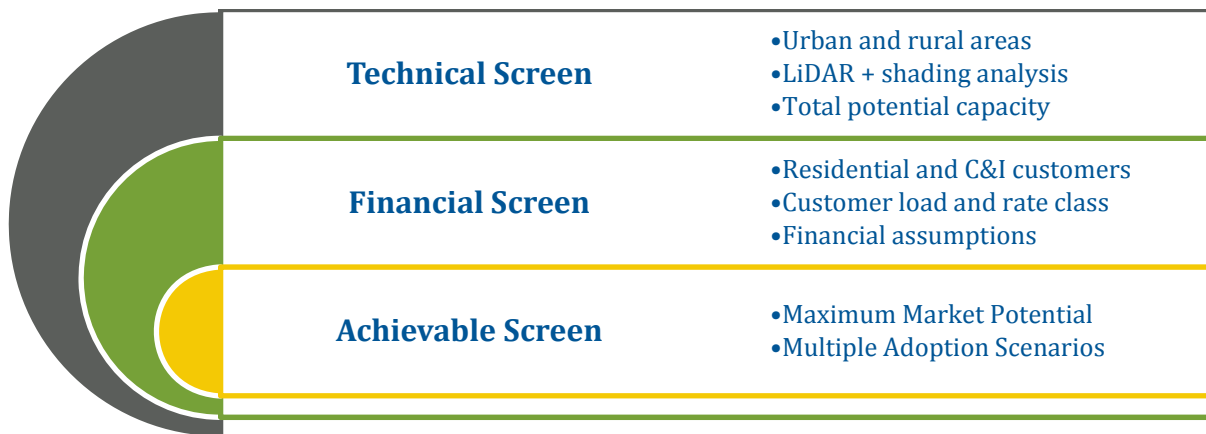 Technical Screen
•Urban and rural areas
•LiDAR + shading analysis
•Total potential capacity
Financial Screen
•Residential and C&I customers
•Customer load and rate class
•Financial assumptions
Achievable Screen
•Maximum Market Potential
•Multiple Adoption Scenarios